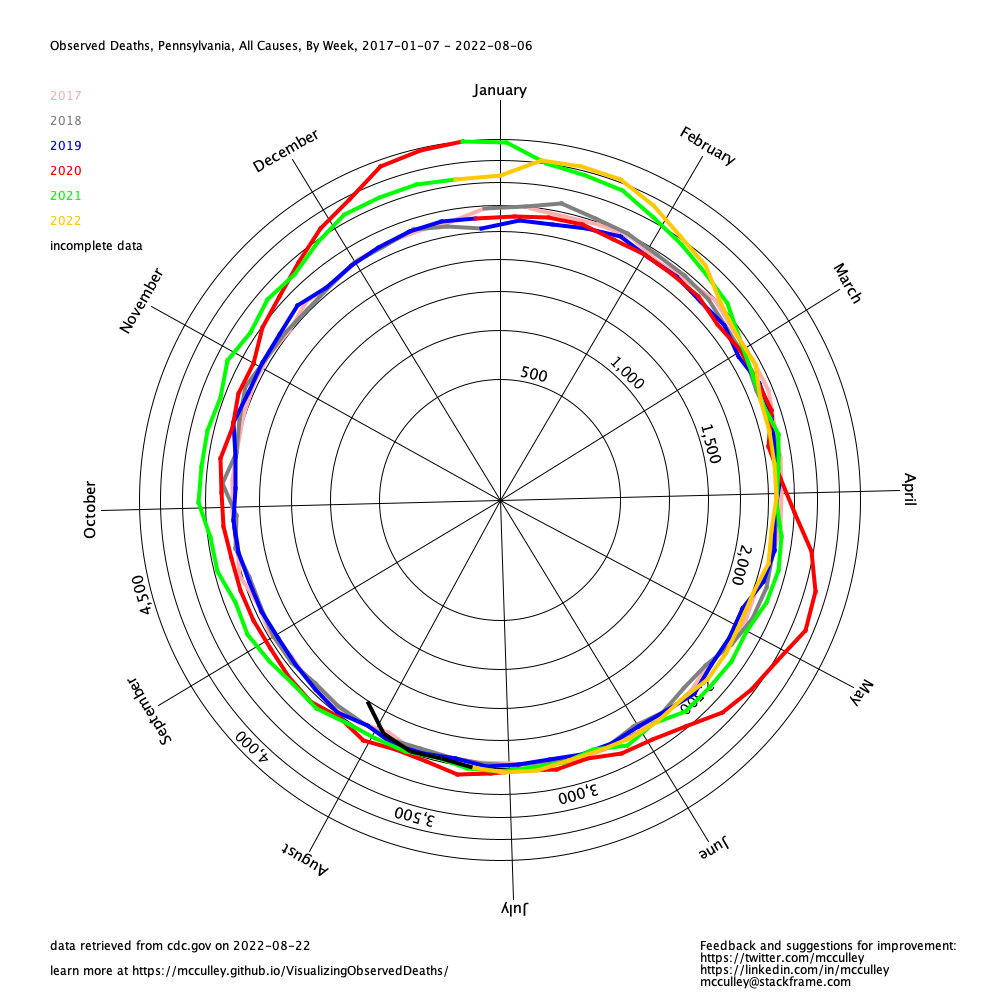 Observed Deaths, Pennsylvania, All Causes, By Week, 2017-01-07 - 2022-08-06
2017
2018
2019
2020
2021
2022
incomplete data
January
February
March
April
May
June
July
August
September
October
November
December
500
1,000
1,500
2,000
3,000
3,500
4,000
4,500
data retrieved from cdc.gov on 2022-08-22
learn more at https://mcculley.github.io/VisualizingObservedDeaths/
Feedback and suggestions for improvement:
https://twitter.com/mcculley
https://linkedin.com/in/mcculley
mcculley@stackframe.com